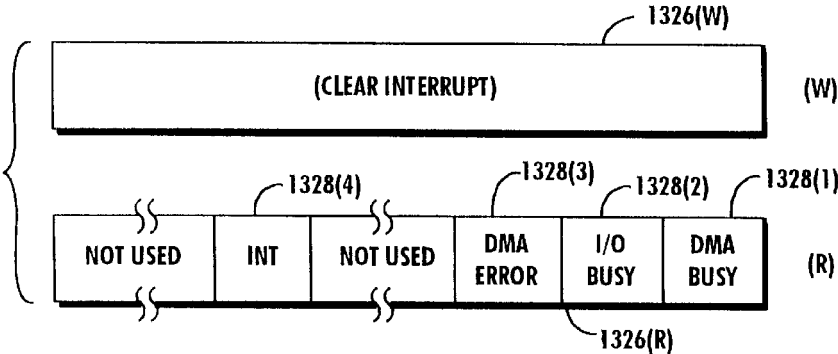 1326(W)
(CLEAR INTERRUPT) (W)
1328(4) 1328(3) 1328(2) 1328(1)
NOT USED INT NOT USED DMA ERROR I/O BUSY DMA BUSY (R)
1326(R)